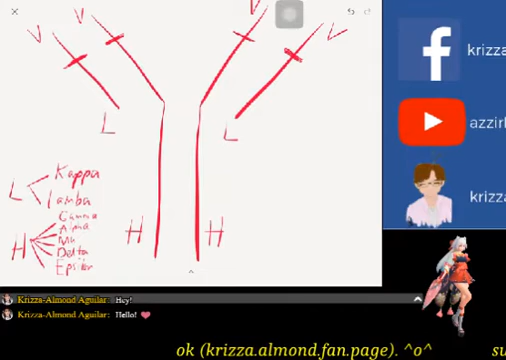 V
V
V
V
L
L
H
H
L
Kappa
lamba
H
Gamma
Alpha
Mu
Delta
Epsilon
krizza
azzir
krizza
Krizza-Almond Aguilar: Hey!
Krizza-Almond Aguilar: Hello! ❤
ok (krizza.almond.fan.page). ^o^
su